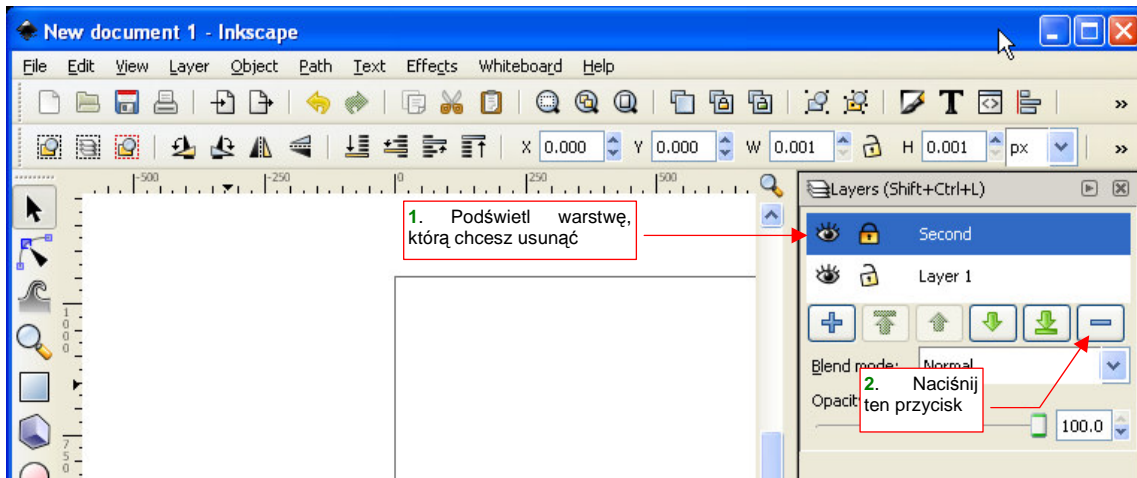 New document 1 - Inkscape
File Edit View Layer Object Path Text Effects Whiteboard Help
X 0.000 Y 0.000 W 0.001 H 0.001 px
-500 -250 0 250 500
Layers (Shift+Ctrl+L)
1. Podświetl warstwę,
którą chcesz usunąć
Second
Layer 1
Blend mode: Normal
2. Naciśnij
ten przycisk
Opacit
100.0
1000
750